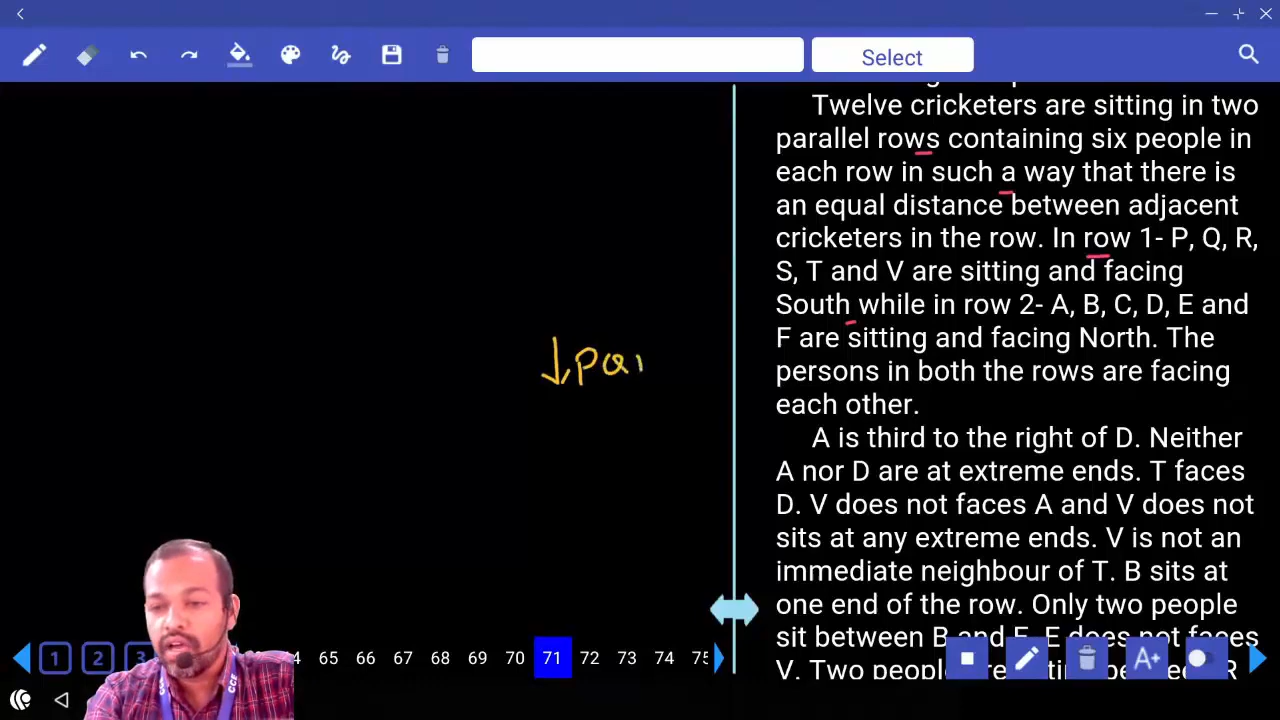 Select
Twelve cricketers are sitting in two
parallel rows containing six people in
each row in such a way that there is
an equal distance between adjacent
cricketers in the row. In row 1- P, Q, R,
S, T and V are sitting and facing
South while in row 2- A, B, C, D, E and
F are sitting and facing North. The
persons in both the rows are facing
each other.
A is third to the right of D. Neither
A nor D are at extreme ends. T faces
D. V does not faces A and V does not
sits at any extreme ends. V is not an
immediate neighbour of T. B sits at
one end of the row. Only two people
sit between B and E. E does not faces
V. Two people
R
PQ
1 2 3 65 66 67 68 69 70 71 72 73 74 75
A+
CCE